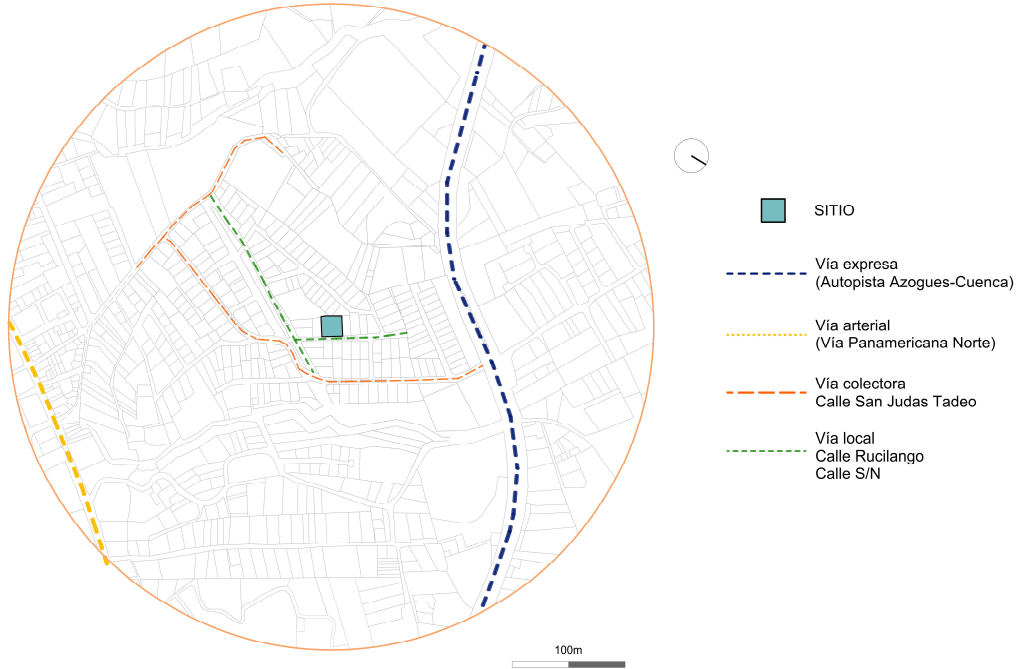 SITIO
Vía expresa
(Autopista Azogues-Cuenca)
Vía arterial
(Vía Panamericana Norte)
Vía colectora
Calle San Judas Tadeo
Vía local
Calle Rucilango
Calle S/N
100m